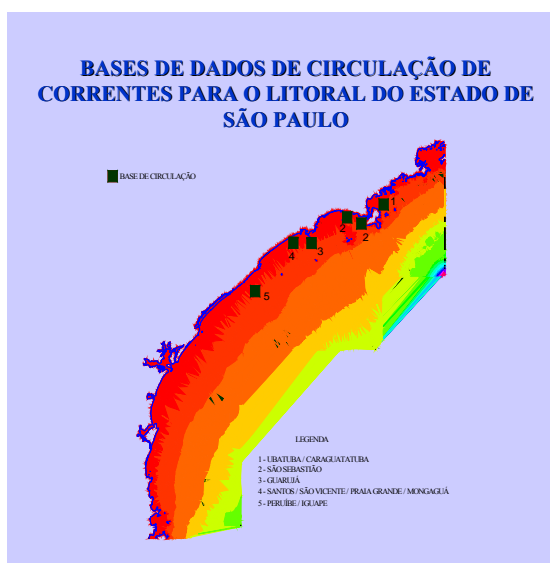 BASES DE DADOS DE CIRCULAÇÃO DE
CORRENTES PARA O LITORAL DO ESTADO DE
SÃO PAULO
BASE DE CIRCULAÇÃO
1
2
2
4
3
5
LEGENDA
1 - UBATUBA / CARAGUATATUBA
2 - SÃO SEBASTIÃO
3 - GUARUJÁ
4 - SANTOS / SÃO VICENTE / PRAIA GRANDE / MONGAGUÁ
5 - PERUÍBE / IGUAPE